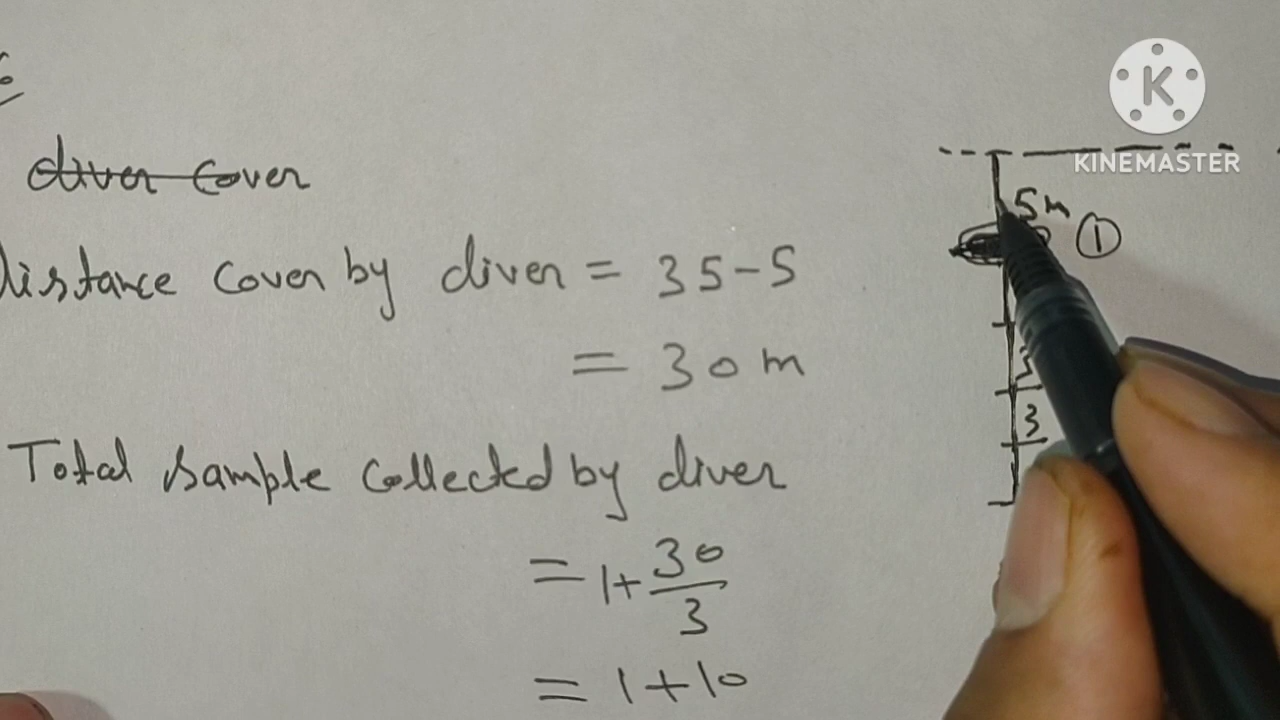 diver cover
Distance cover by diver = 35-5
= 30 m
Total sample collected by diver
= 1+ 30/3
= 1+10
5m
1
3
K
KINEMASTER